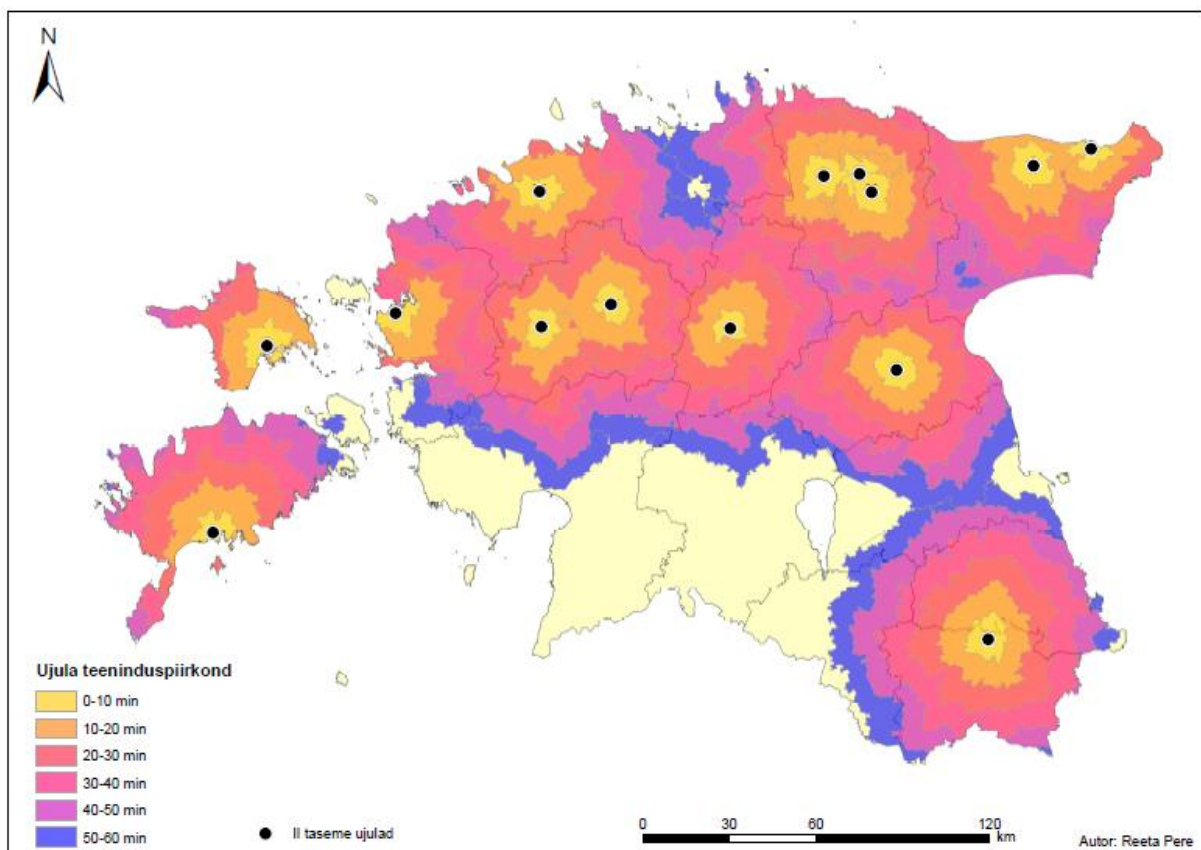 N
Ujula teeninduspiirkond
0-10 min
10-20 min
20-30 min
30-40 min
40-50 min
50-60 min
II taseme ujulad
0 30 60 120
km
Autor: Reeta Pere